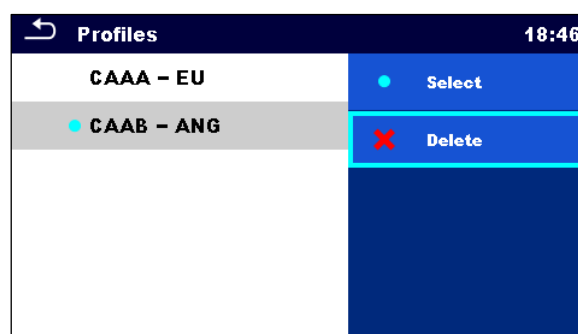 Profiles 18:46
CAAA – EU
Select
CAAB – ANG
Delete